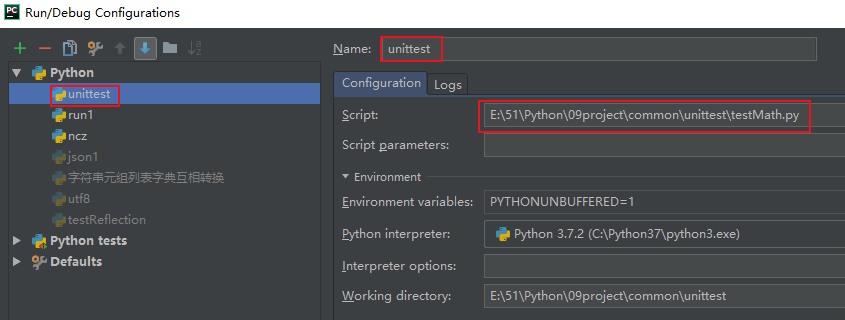 PC Run/Debug Configurations
Name: unittest
Python
unittest
run1
ncz
json1
字符串元组列表字典互相转换
utf8
testReflection
Python tests
Defaults
Configuration Logs
Script: E:\51\Python\09project\common\unittest\testMath.py
Script parameters:
Environment
Environment variables: PYTHONUNBUFFERED=1
Python interpreter: Python 3.7.2 (C:\Python37\python3.exe)
Interpreter options:
Working directory: E:\51\Python\09project\common\unittest